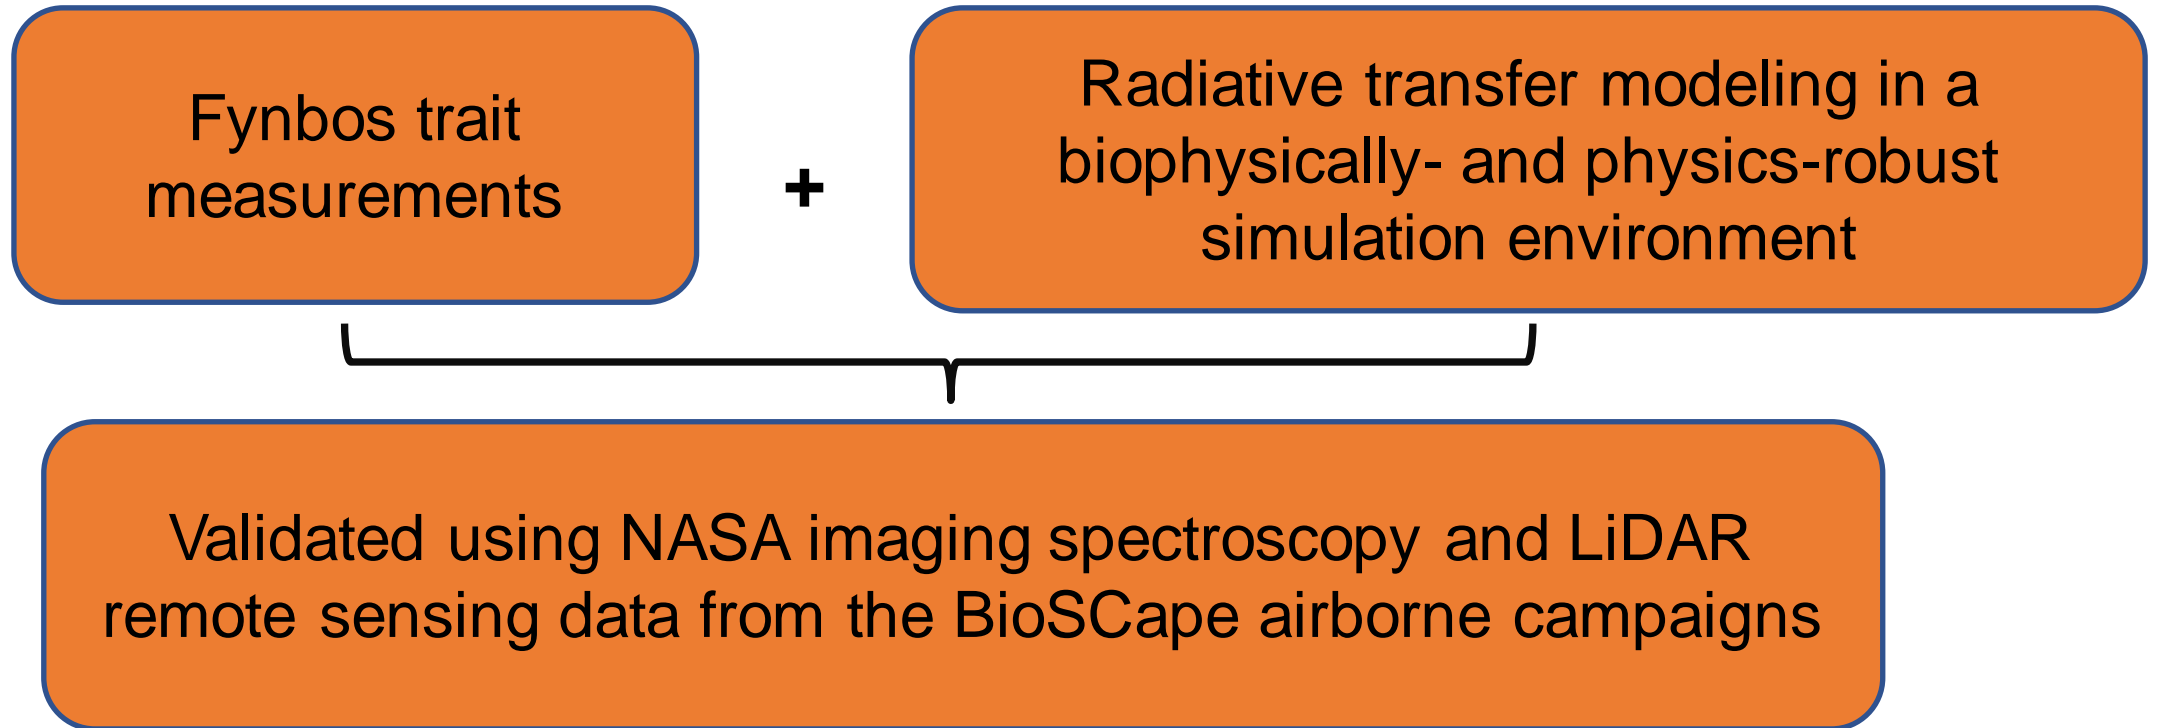 Fynbos trait
measurements
+
Radiative transfer modeling in a
biophysically- and physics-robust
simulation environment
Validated using NASA imaging spectroscopy and LiDAR
remote sensing data from the BioSCape airborne campaigns